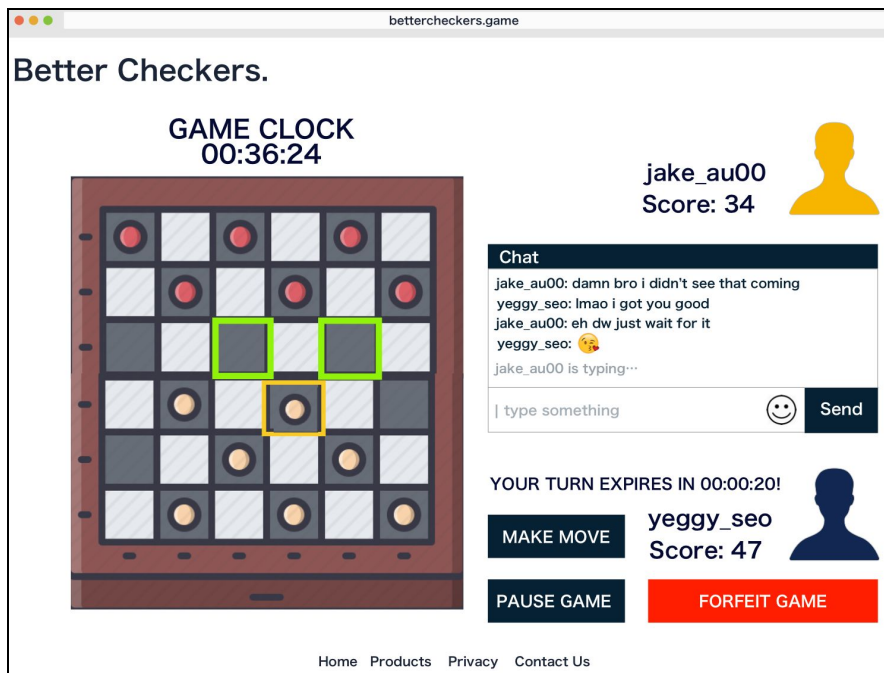 bettercheckers.game
Better Checkers.
GAME CLOCK
00:36:24
jake_au00
Score: 34
Chat
jake_au00: damn bro i didn't see that coming
yeggy_seo: lmao i got you good
jake_au00: eh dw just wait for it
yeggy_seo: 😘
jake_au00 is typing···
| type something
Send
YOUR TURN EXPIRES IN 00:00:20!
MAKE MOVE
yeggy_seo
Score: 47
PAUSE GAME
FORFEIT GAME
Home Products Privacy Contact Us